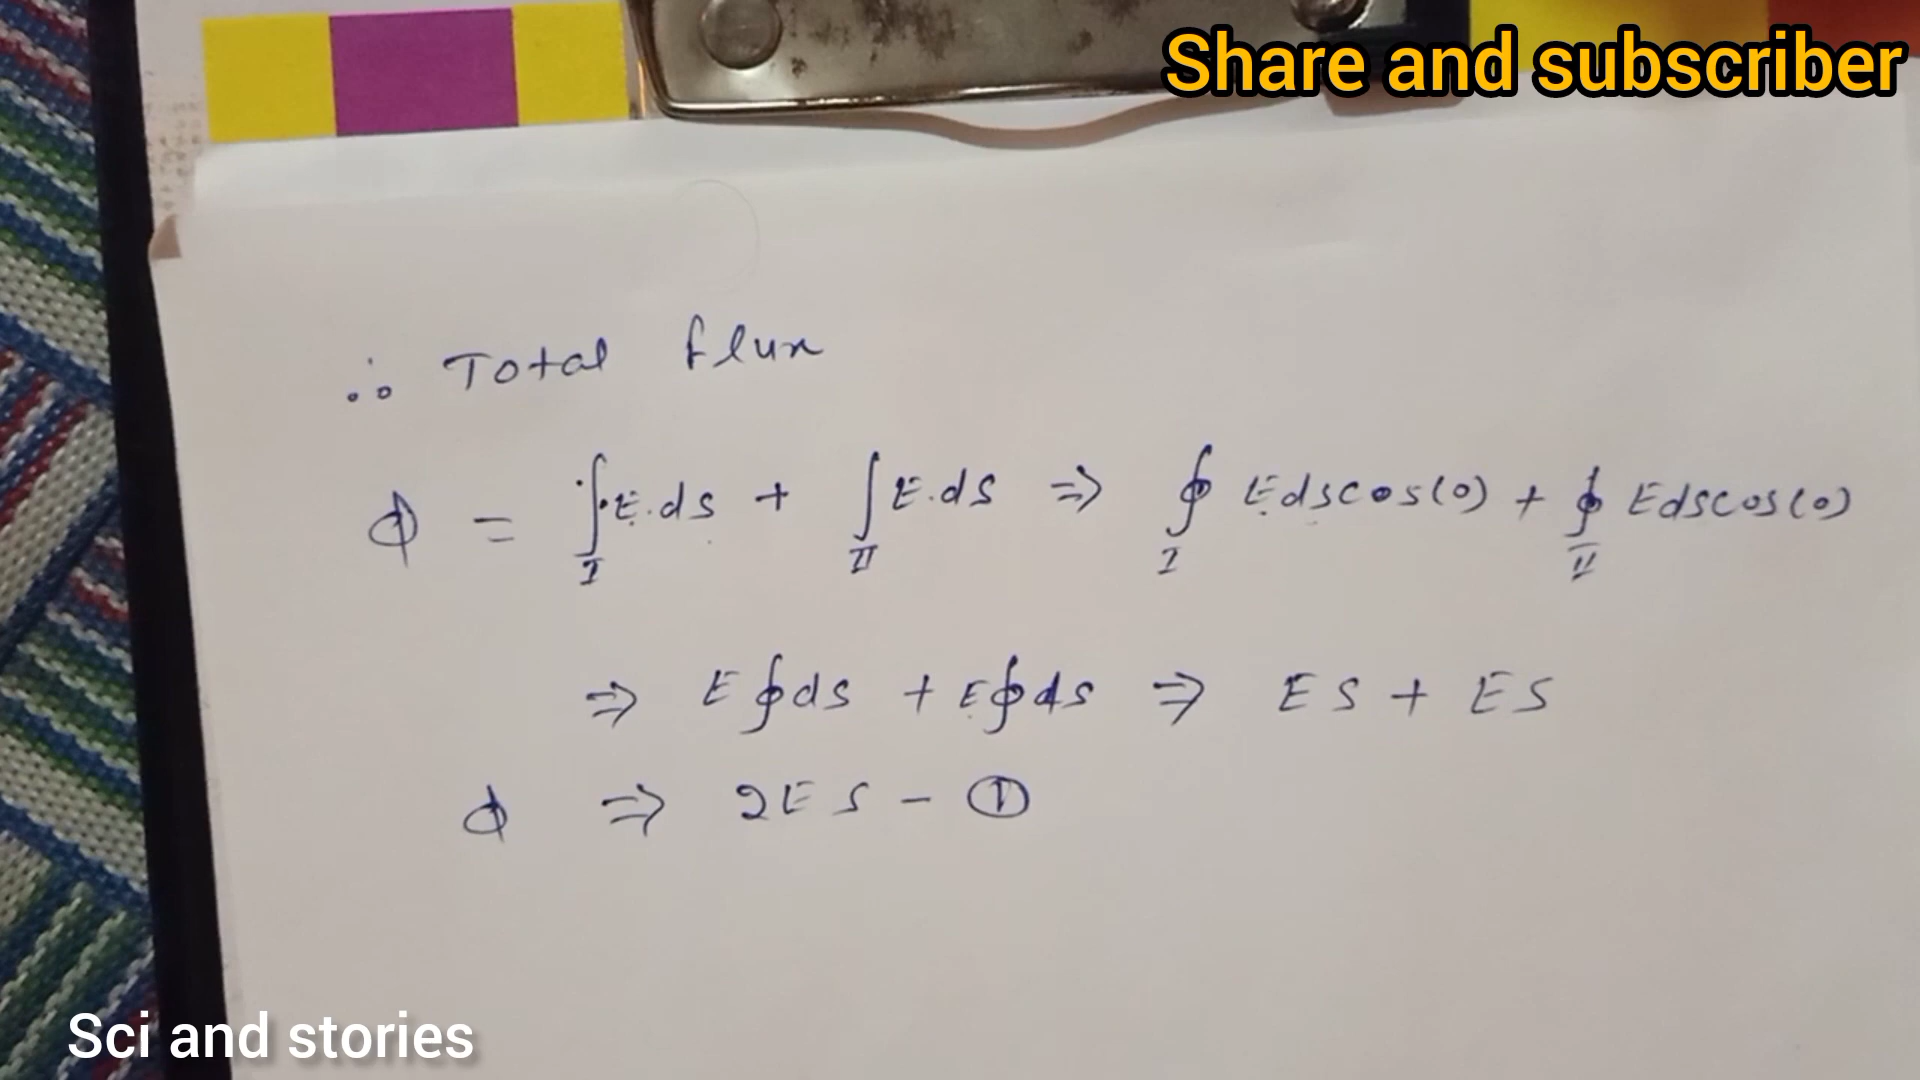 Share and subscriber
∴ Total flux
ϕ = ∫_I E.ds + ∫_II E.ds ⇒ ∮_I Edscos(0) + ∮_II Edscos(0)
⇒ E∮ds + E∮ds ⇒ ES + ES
ϕ ⇒ 2ES - ①
Sci and stories